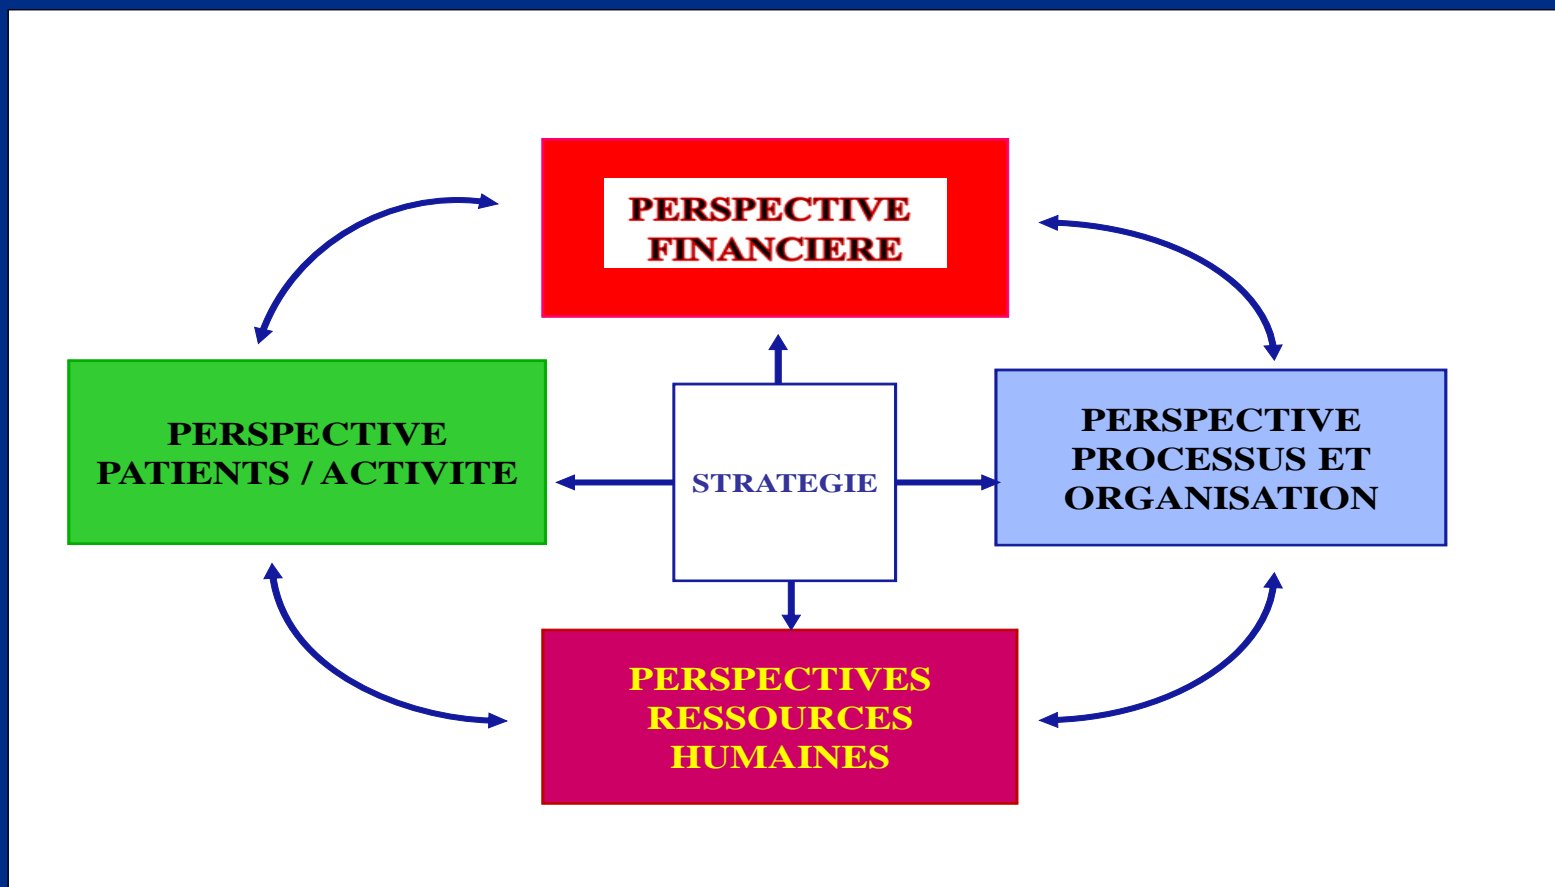 PERSPECTIVE
FINANCIERE
PERSPECTIVE
PATIENTS / ACTIVITE
STRATEGIE
PERSPECTIVE
PROCESSUS ET
ORGANISATION
PERSPECTIVES
RESSOURCES
HUMAINES